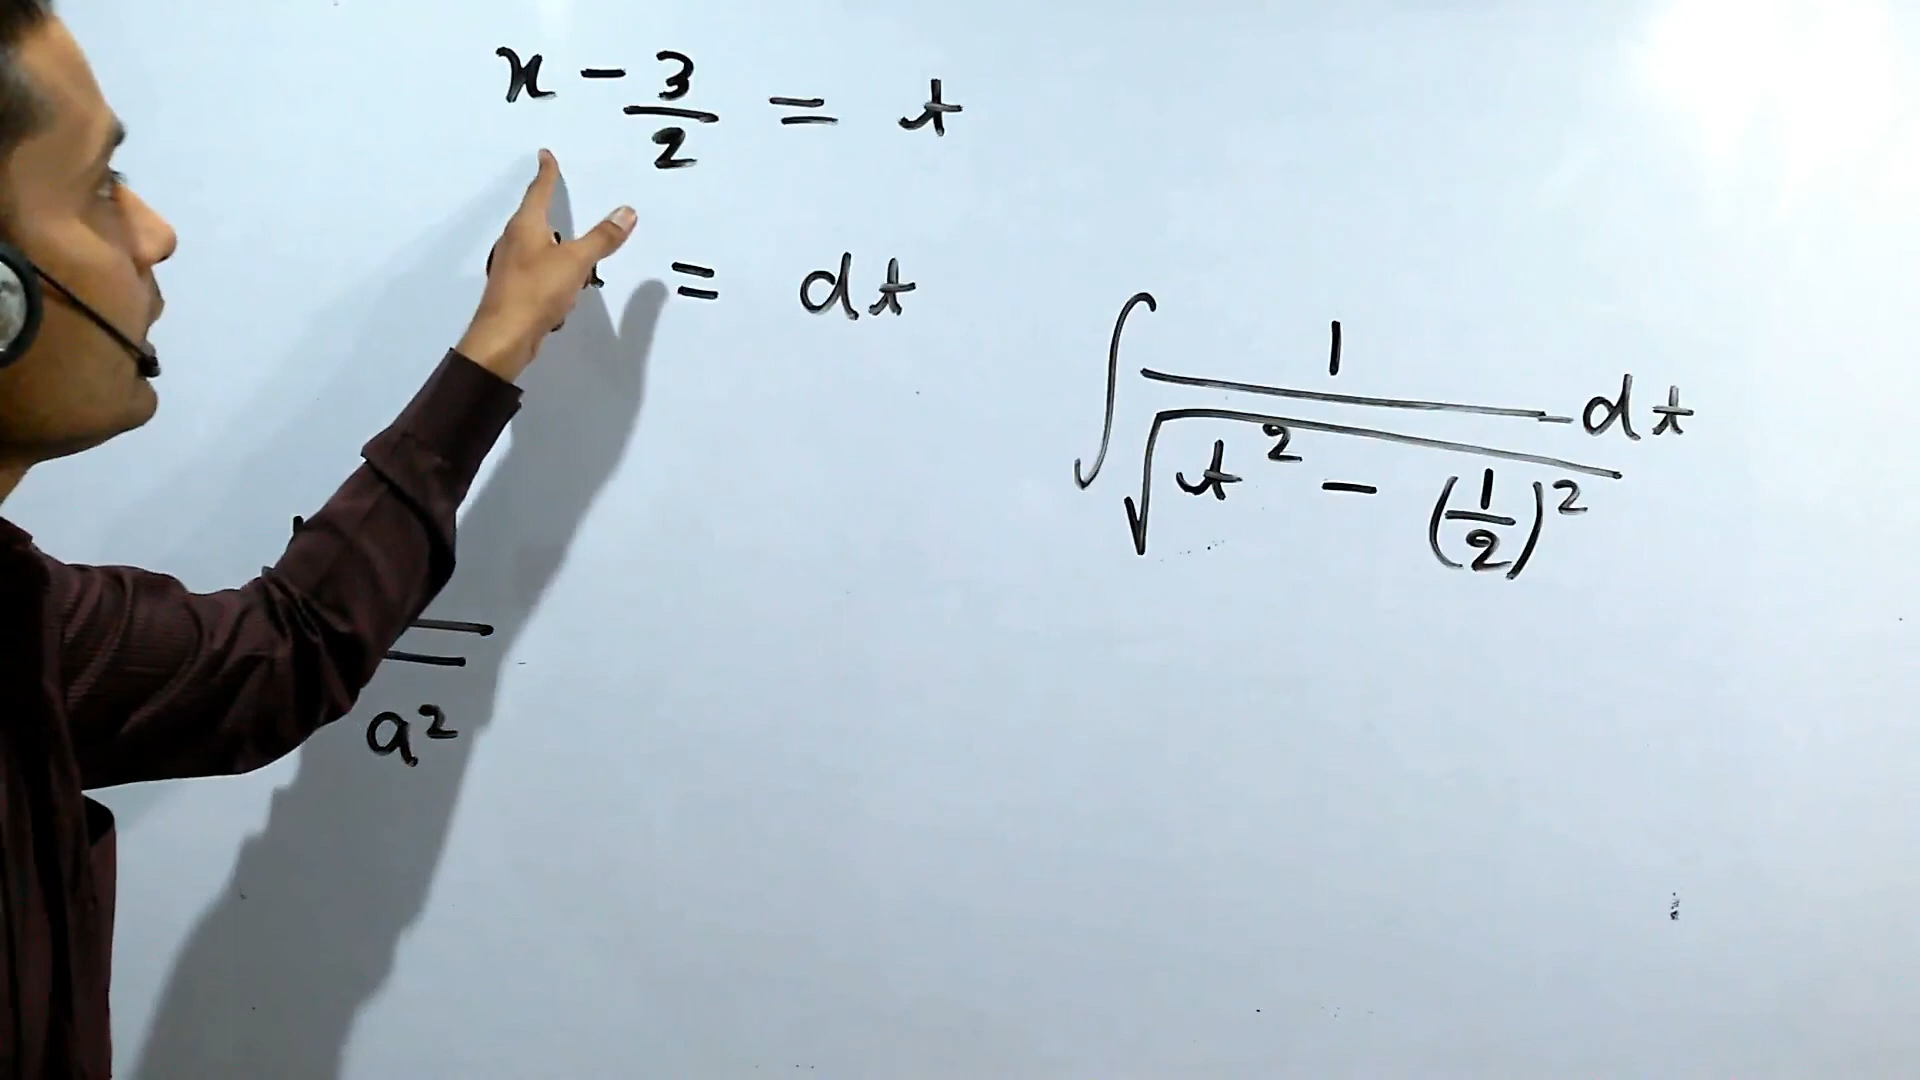 x - 3/2 = t
= dt
∫ 1/√(t² - (1/2)²) dt
=
a²